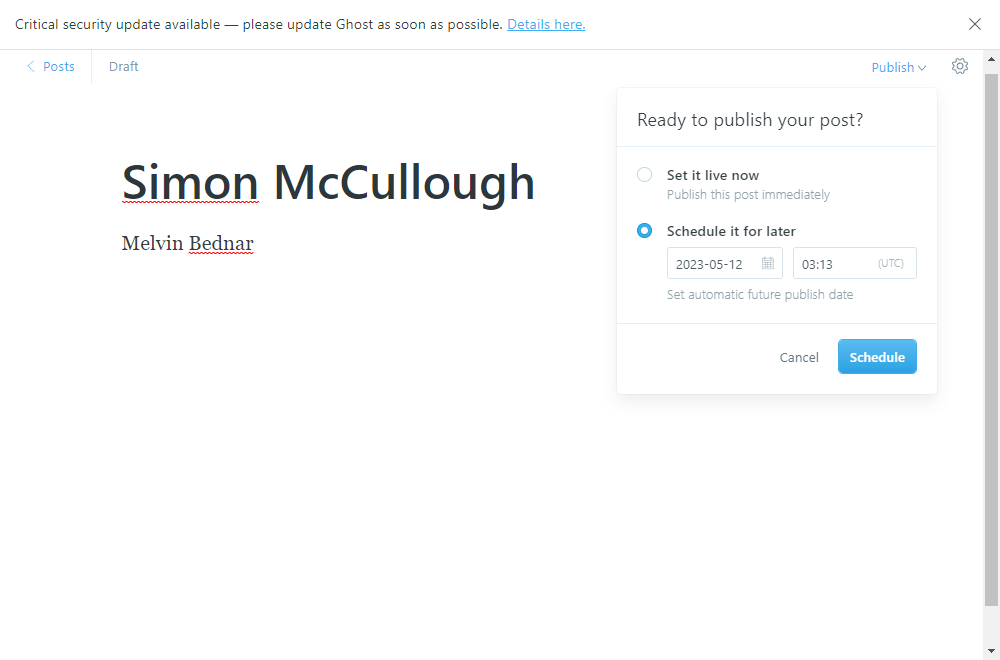 Critical security update available — please update Ghost as soon as possible. Details here.
Posts
Draft
Publish
Ready to publish your post?
Simon McCullough
Melvin Bednar
Set it live now
Publish this post immediately
Schedule it for later
2023-05-12
03:13 (UTC)
Set automatic future publish date
Cancel
Schedule